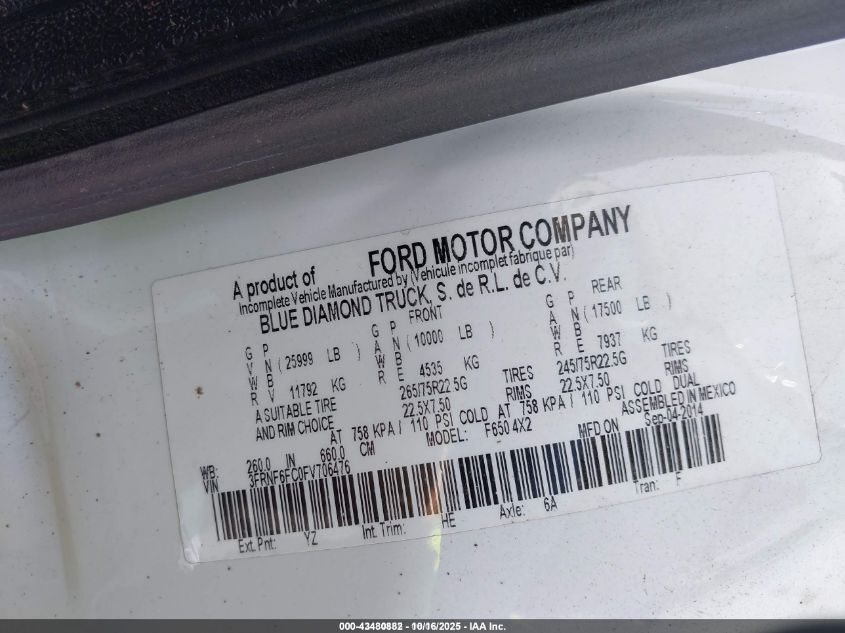 A product of FORD MOTOR COMPANY
Incomplete Vehicle Manufactured by (Vehicule incomplet fabrique par)
BLUE DIAMOND TRUCK, S. de R.L. de C.V.
FRONT REAR
G P G P G P
V N ( 25999 LB ) A N ( 10000 LB ) A N ( 17500 LB )
W B W B W B
R V 11792 KG R E 4535 KG R E 7937 KG
A SUITABLE TIRE 265/75R22.5G TIRES 245/75R22.5G TIRES
AND RIM CHOICE 22.5X7.50 RIMS 22.5X7.50 RIMS
AT 758 KPA / 110 PSI COLD AT 758 KPA / 110 PSI COLD DUAL
MODEL: F650 4X2 ASSEMBLED IN MEXICO
WB: 260.0 IN 660.0 CM MFD ON Sep-04-2014
VIN 3FRNF6FC0FV706476
Ext. Pnt: YZ Int. Trim: HE Axle: 6A Tran: F
000-43480882 - 10/16/2025 - IAA Inc.